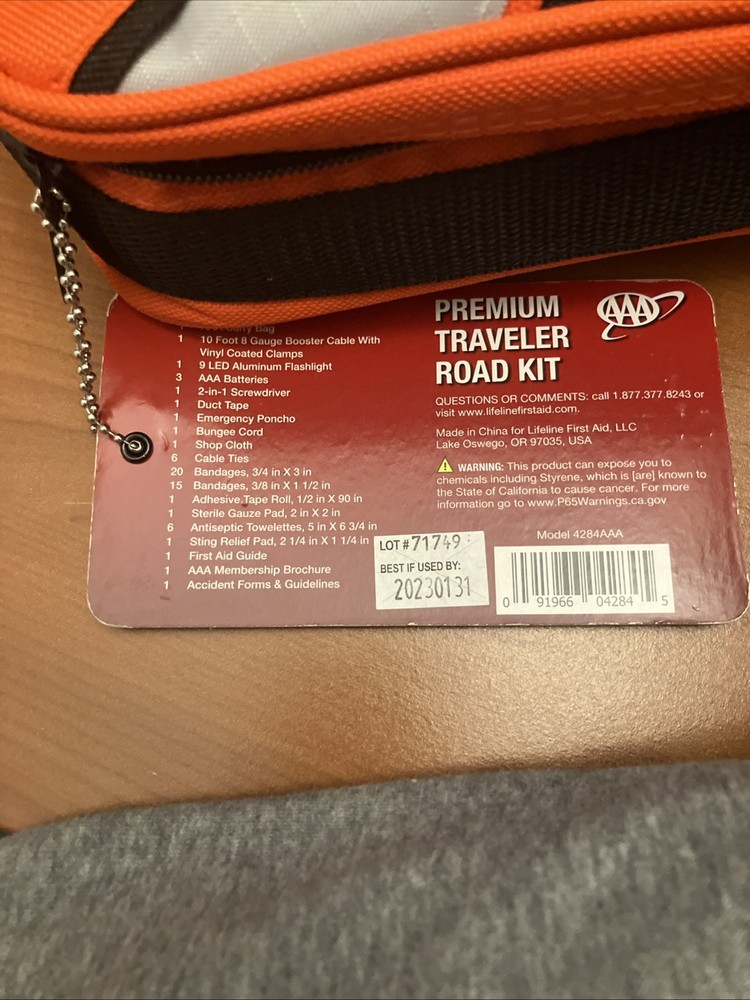 Carry Bag
1 10 Foot 8 Gauge Booster Cable With
Vinyl Coated Clamps
1 9 LED Aluminum Flashlight
3 AAA Batteries
1 2-in-1 Screwdriver
1 Duct Tape
1 Emergency Poncho
1 Bungee Cord
1 Shop Cloth
6 Cable Ties
20 Bandages, 3/4 in X 3 in
15 Bandages, 3/8 in X 1 1/2 in
1 Adhesive Tape Roll, 1/2 in X 90 in
1 Sterile Gauze Pad, 2 in X 2 in
6 Antiseptic Towelettes, 5 in X 6 3/4 in
1 Sting Relief Pad, 2 1/4 in X 1 1/4 in
1 First Aid Guide
1 AAA Membership Brochure
1 Accident Forms & Guidelines
LOT # 71749
BEST IF USED BY:
20230131
PREMIUM
TRAVELER
ROAD KIT
AAA
QUESTIONS OR COMMENTS: call 1.877.377.8243 or
visit www.lifelinefirstaid.com.
Made in China for Lifeline First Aid, LLC
Lake Oswego, OR 97035, USA
WARNING: This product can expose you to
chemicals including Styrene, which is [are] known to
the State of California to cause cancer. For more
information go to www.P65Warnings.ca.gov
Model 4284AAA
0 91966 04284 5